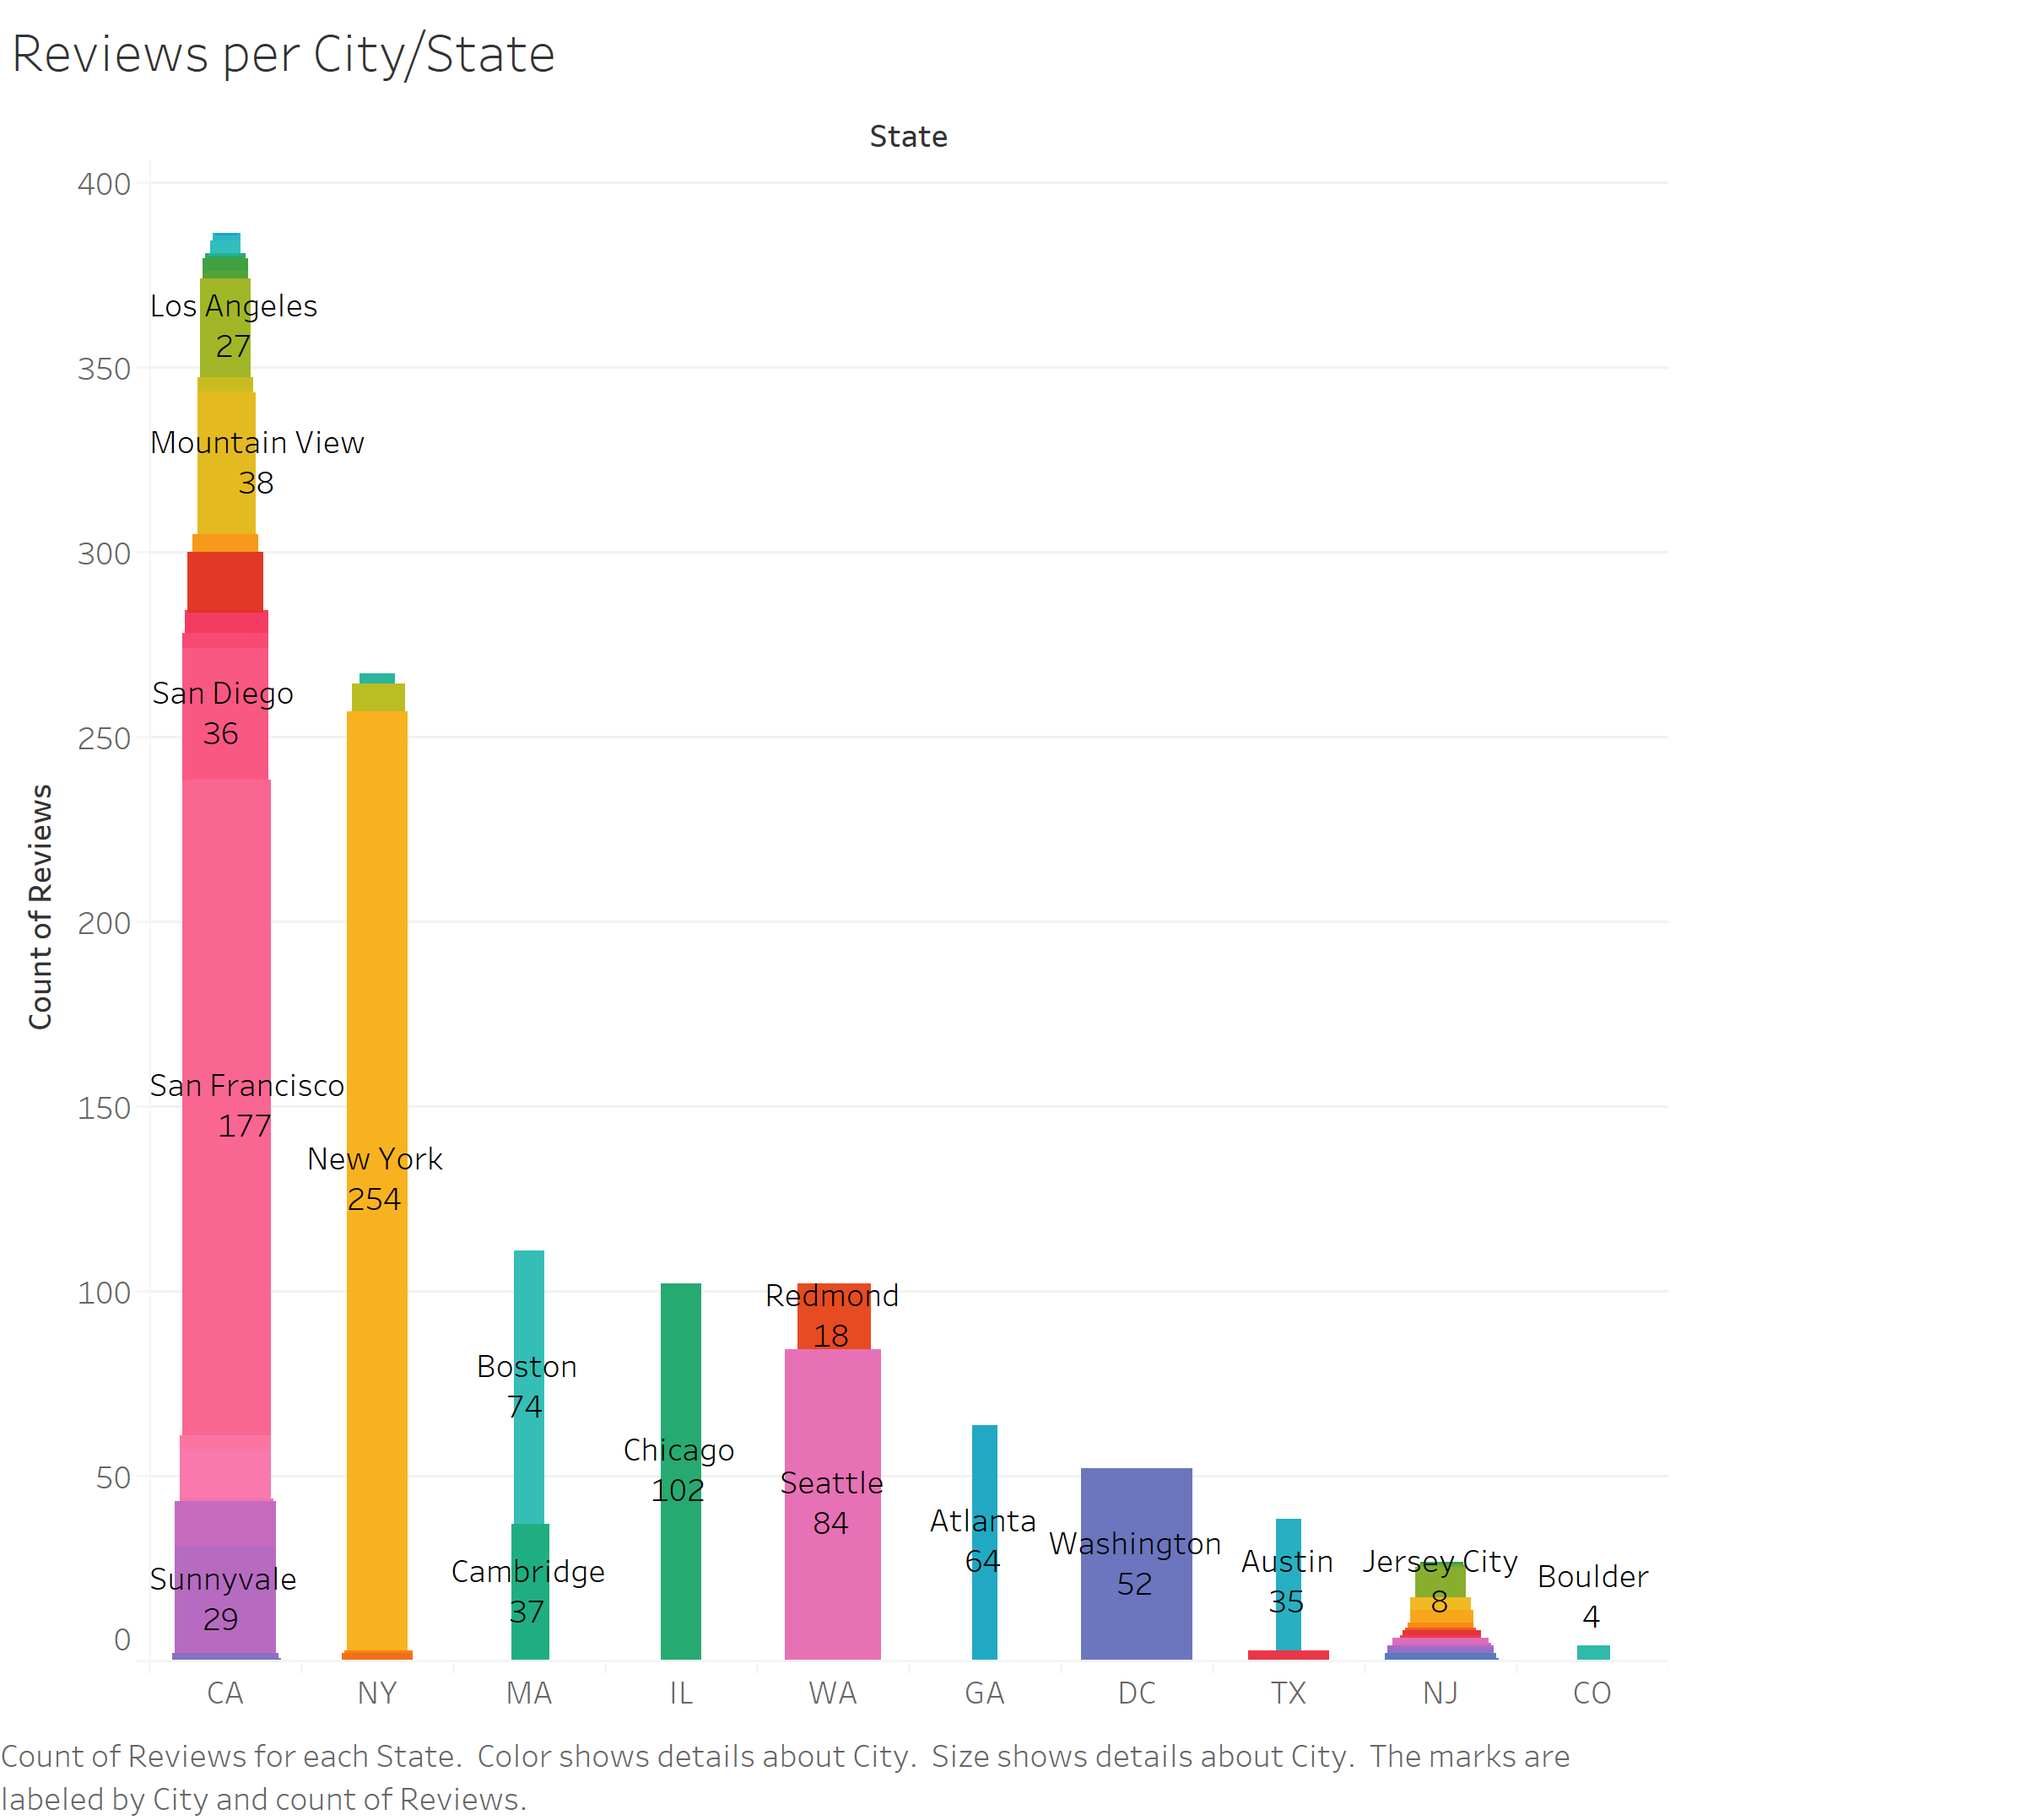 Reviews per City/State
State
400
350
300
250
200
150
100
50
0
Count of Reviews
Los Angeles
27
Mountain View
38
San Diego
36
San Francisco
177
Sunnyvale
29
New York
254
Boston
74
Cambridge
37
Chicago
102
Redmond
18
Seattle
84
Atlanta
64
Washington
52
Austin
35
Jersey City
8
Boulder
4
CA
NY
MA
IL
WA
GA
DC
TX
NJ
CO
Count of Reviews for each State.  Color shows details about City.  Size shows details about City.  The marks are
labeled by City and count of Reviews.